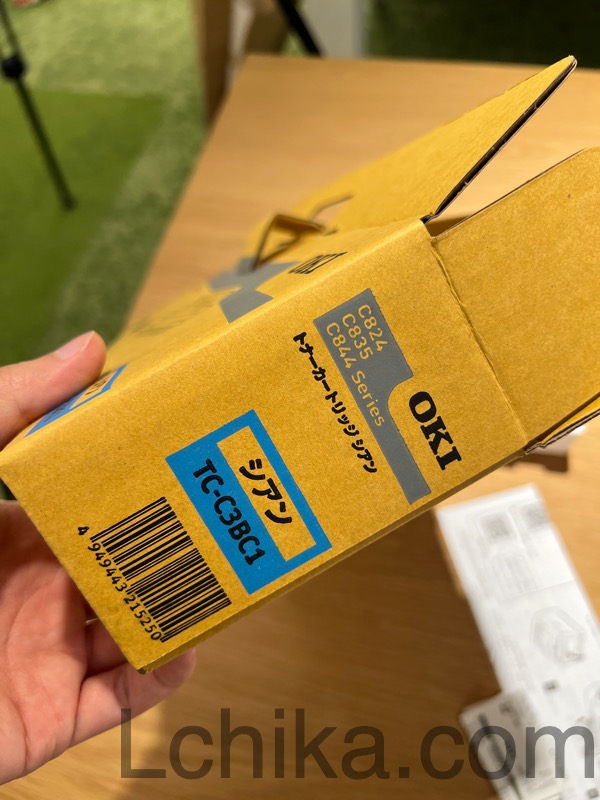 OKI
OKI
C824
C835
C844 Series
トナーカートリッジ シアン
シアン
TC-C3BC1
4 949443 215250
Lchika.com